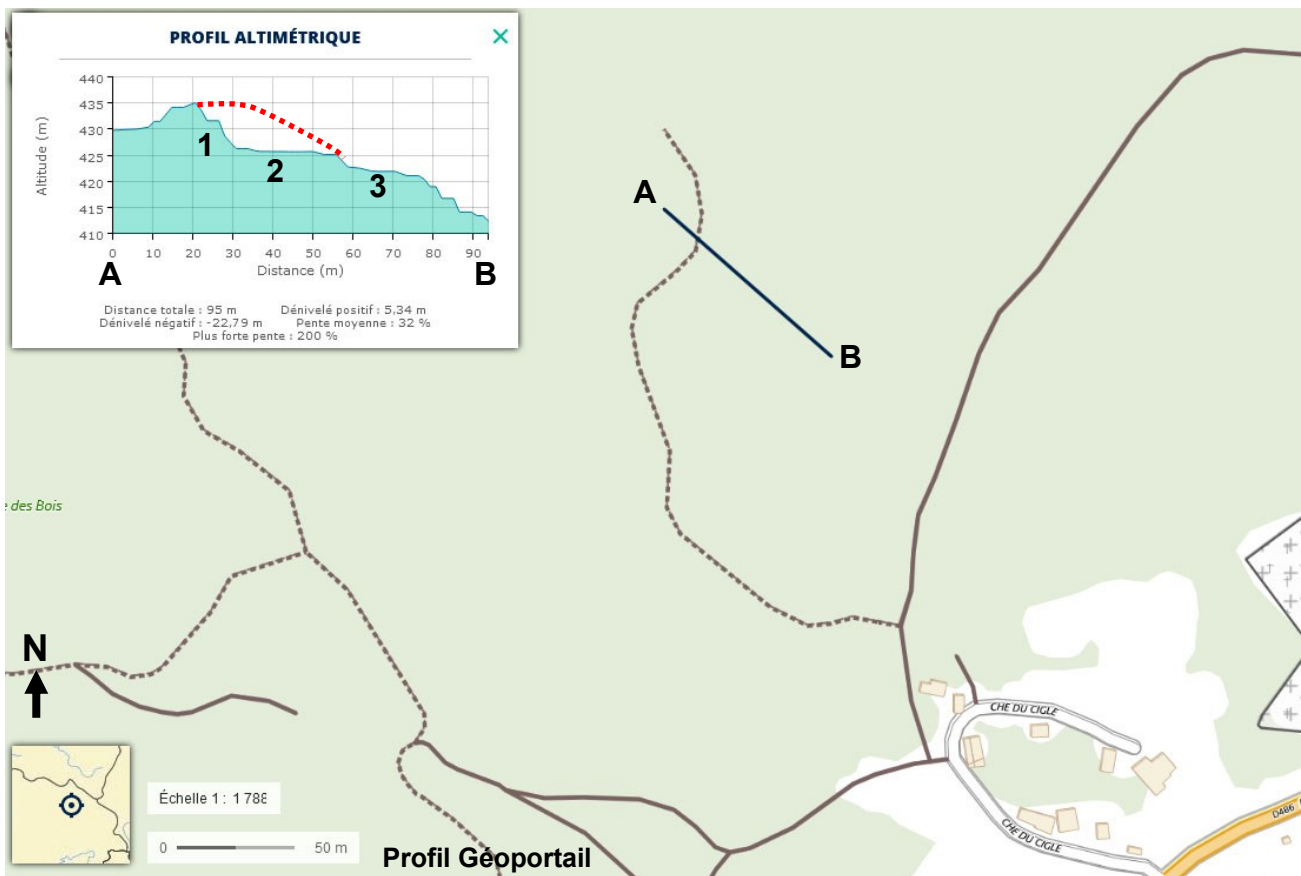 PROFIL ALTIMÉTRIQUE
×
Altitude (m)
440
435
430
425
420
415
410
1
2
3
0 10 20 30 40 50 60 70 80 90
A Distance (m) B
Distance totale : 95 m Dénivelé positif : 5,34 m
Dénivelé négatif : -22,79 m Pente moyenne : 32 %
Plus forte pente : 200 %
A
B
e des Bois
N
CHE DU CIGLE
CHE DU CIGLE
D486
Échelle 1 : 1 788
0 50 m
Profil Géoportail